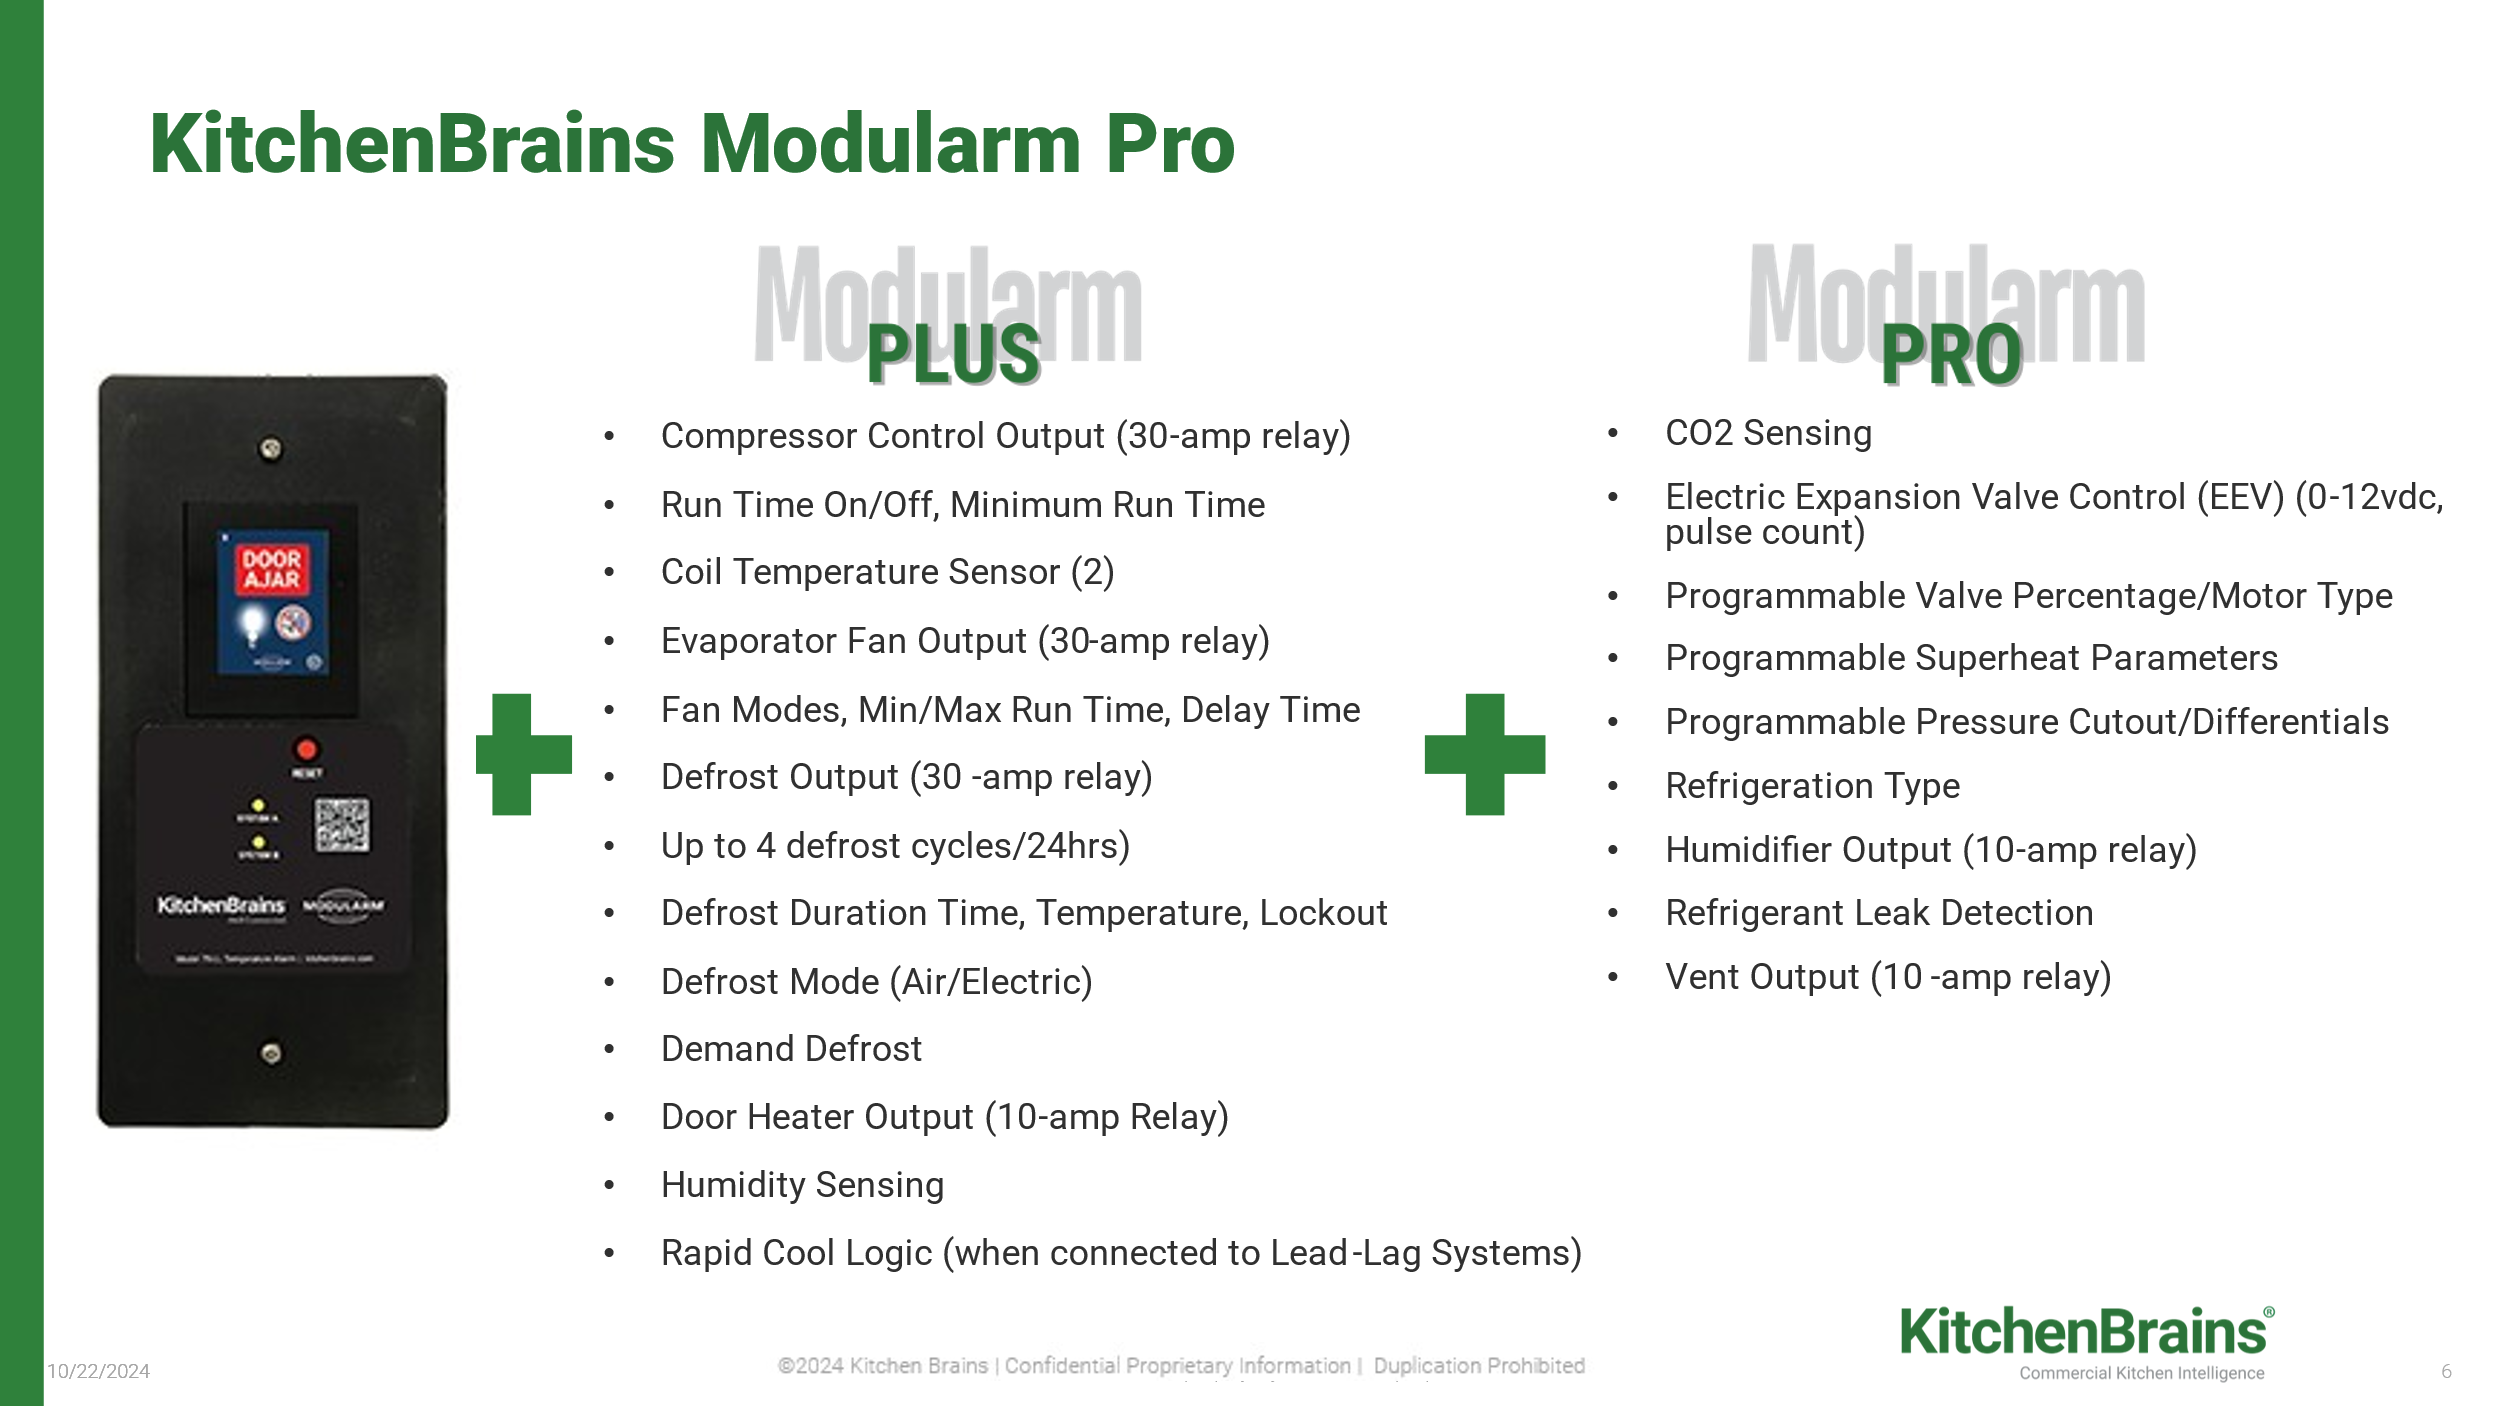 KitchenBrains Modularm Pro
Modularm
PLUS
Modularm
PRO
DOOR
AJAR
RESET
SYSTEM A
SYSTEM B
KitchenBrains
MODULARM
• Compressor Control Output (30-amp relay)
• Run Time On/Off, Minimum Run Time
• Coil Temperature Sensor (2)
• Evaporator Fan Output (30-amp relay)
• Fan Modes, Min/Max Run Time, Delay Time
• Defrost Output (30 -amp relay)
• Up to 4 defrost cycles/24hrs)
• Defrost Duration Time, Temperature, Lockout
• Defrost Mode (Air/Electric)
• Demand Defrost
• Door Heater Output (10-amp Relay)
• Humidity Sensing
• Rapid Cool Logic (when connected to Lead-Lag Systems)
• CO2 Sensing
• Electric Expansion Valve Control (EEV) (0-12vdc,
pulse count)
• Programmable Valve Percentage/Motor Type
• Programmable Superheat Parameters
• Programmable Pressure Cutout/Differentials
• Refrigeration Type
• Humidifier Output (10-amp relay)
• Refrigerant Leak Detection
• Vent Output (10 -amp relay)
KitchenBrains®
Commercial Kitchen Intelligence
10/22/2024
©2024 Kitchen Brains | Confidential Proprietary Information | Duplication Prohibited
6